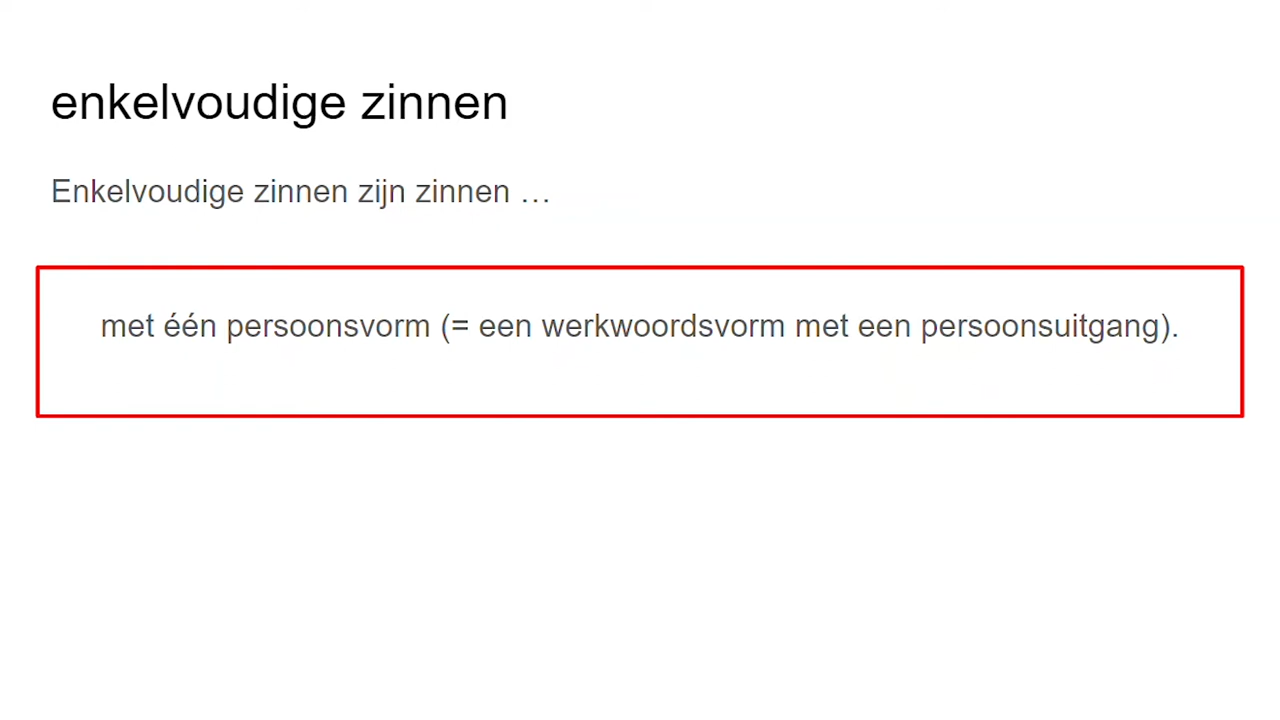 enkelvoudige zinnen
Enkelvoudige zinnen zijn zinnen …
met één persoonsvorm (= een werkwoordsvorm met een persoonsuitgang).